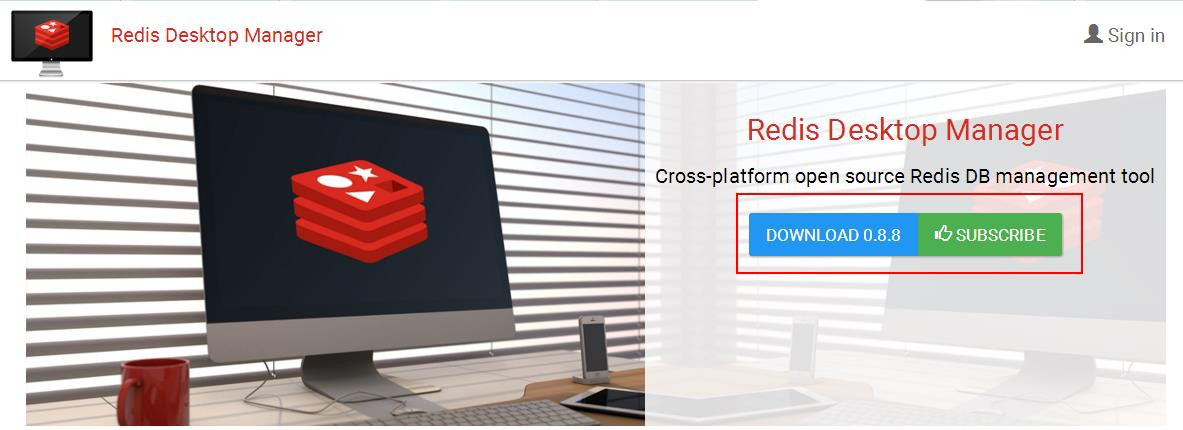 Redis Desktop Manager
Sign in
Redis Desktop Manager
Cross-platform open source Redis DB management tool
DOWNLOAD 0.8.8
SUBSCRIBE